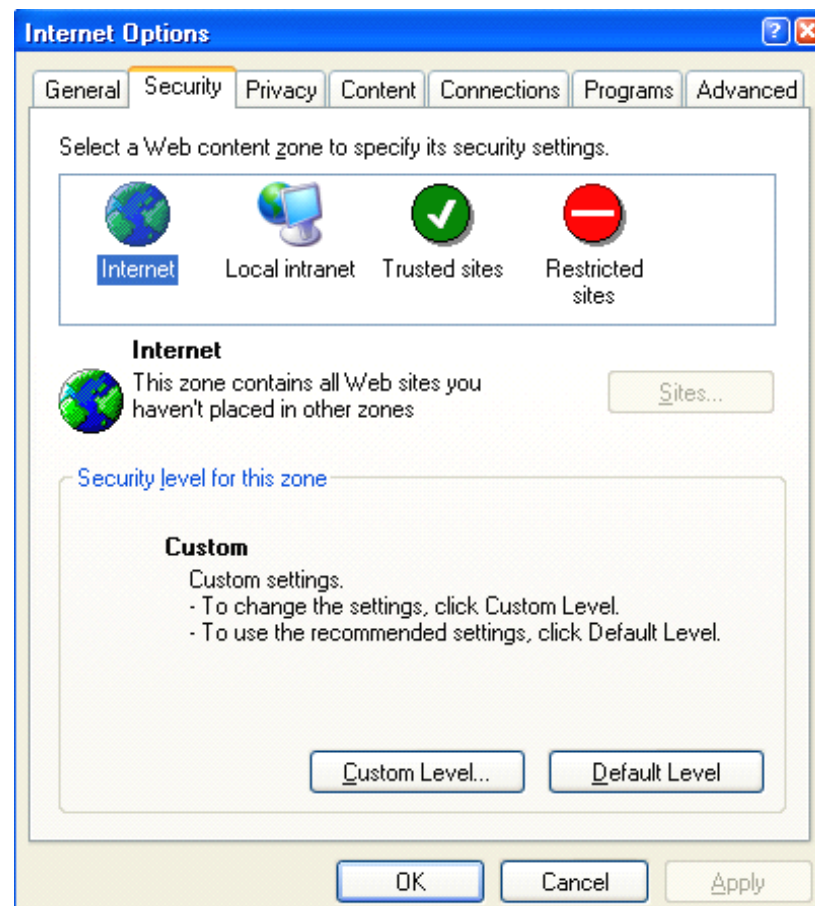 Internet Options
General Security Privacy Content Connections Programs Advanced
Select a Web content zone to specify its security settings.
Internet Local intranet Trusted sites Restricted
sites
Internet
This zone contains all Web sites you
haven't placed in other zones
Sites...
Security level for this zone
Custom
Custom settings.
- To change the settings, click Custom Level.
- To use the recommended settings, click Default Level.
Custom Level... Default Level
OK Cancel Apply